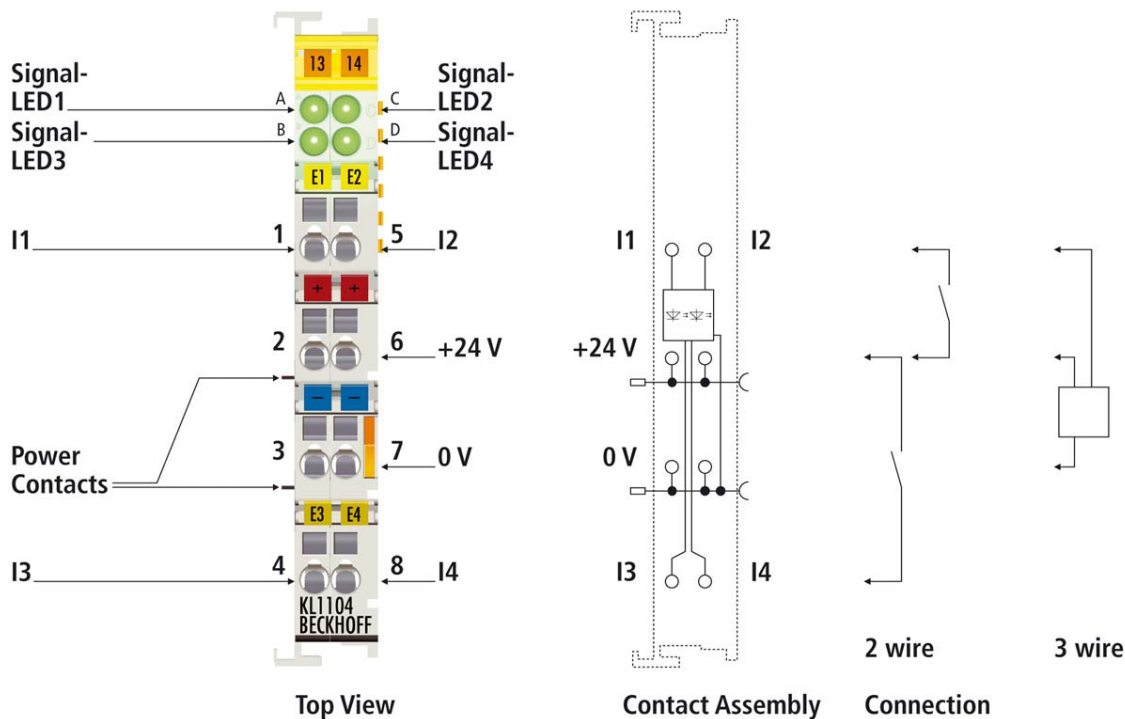 13 14
Signal-
LED1
A
C
Signal-
LED2
Signal-
LED3
B
D
Signal-
LED4
E1 E2
I1
1
5
I2
+ +
2
6
+24 V
− −
Power
Contacts
3
7
0 V
E3 E4
I3
4
8
I4
KL1104
BECKHOFF
Top View
I1
I2
+24 V
0 V
I3
I4
Contact Assembly
2 wire
3 wire
Connection